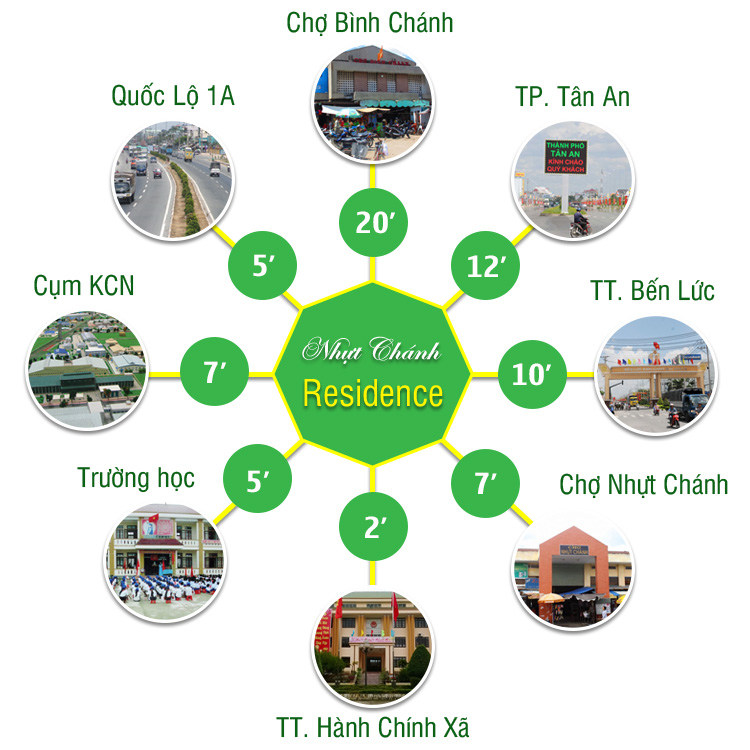 Chợ Bình Chánh
Quốc Lộ 1A
TP. Tân An
THÀNH PHỐ
TÂN AN
KÍNH CHÀO
QUÝ KHÁCH
20’
5’
12’
Cụm KCN
TT. Bến Lức
Nhựt Chánh
Residence
7’
10’
Trường học
5’
7’
Chợ Nhựt Chánh
2’
NHỰT CHÁNH
TT. Hành Chính Xã